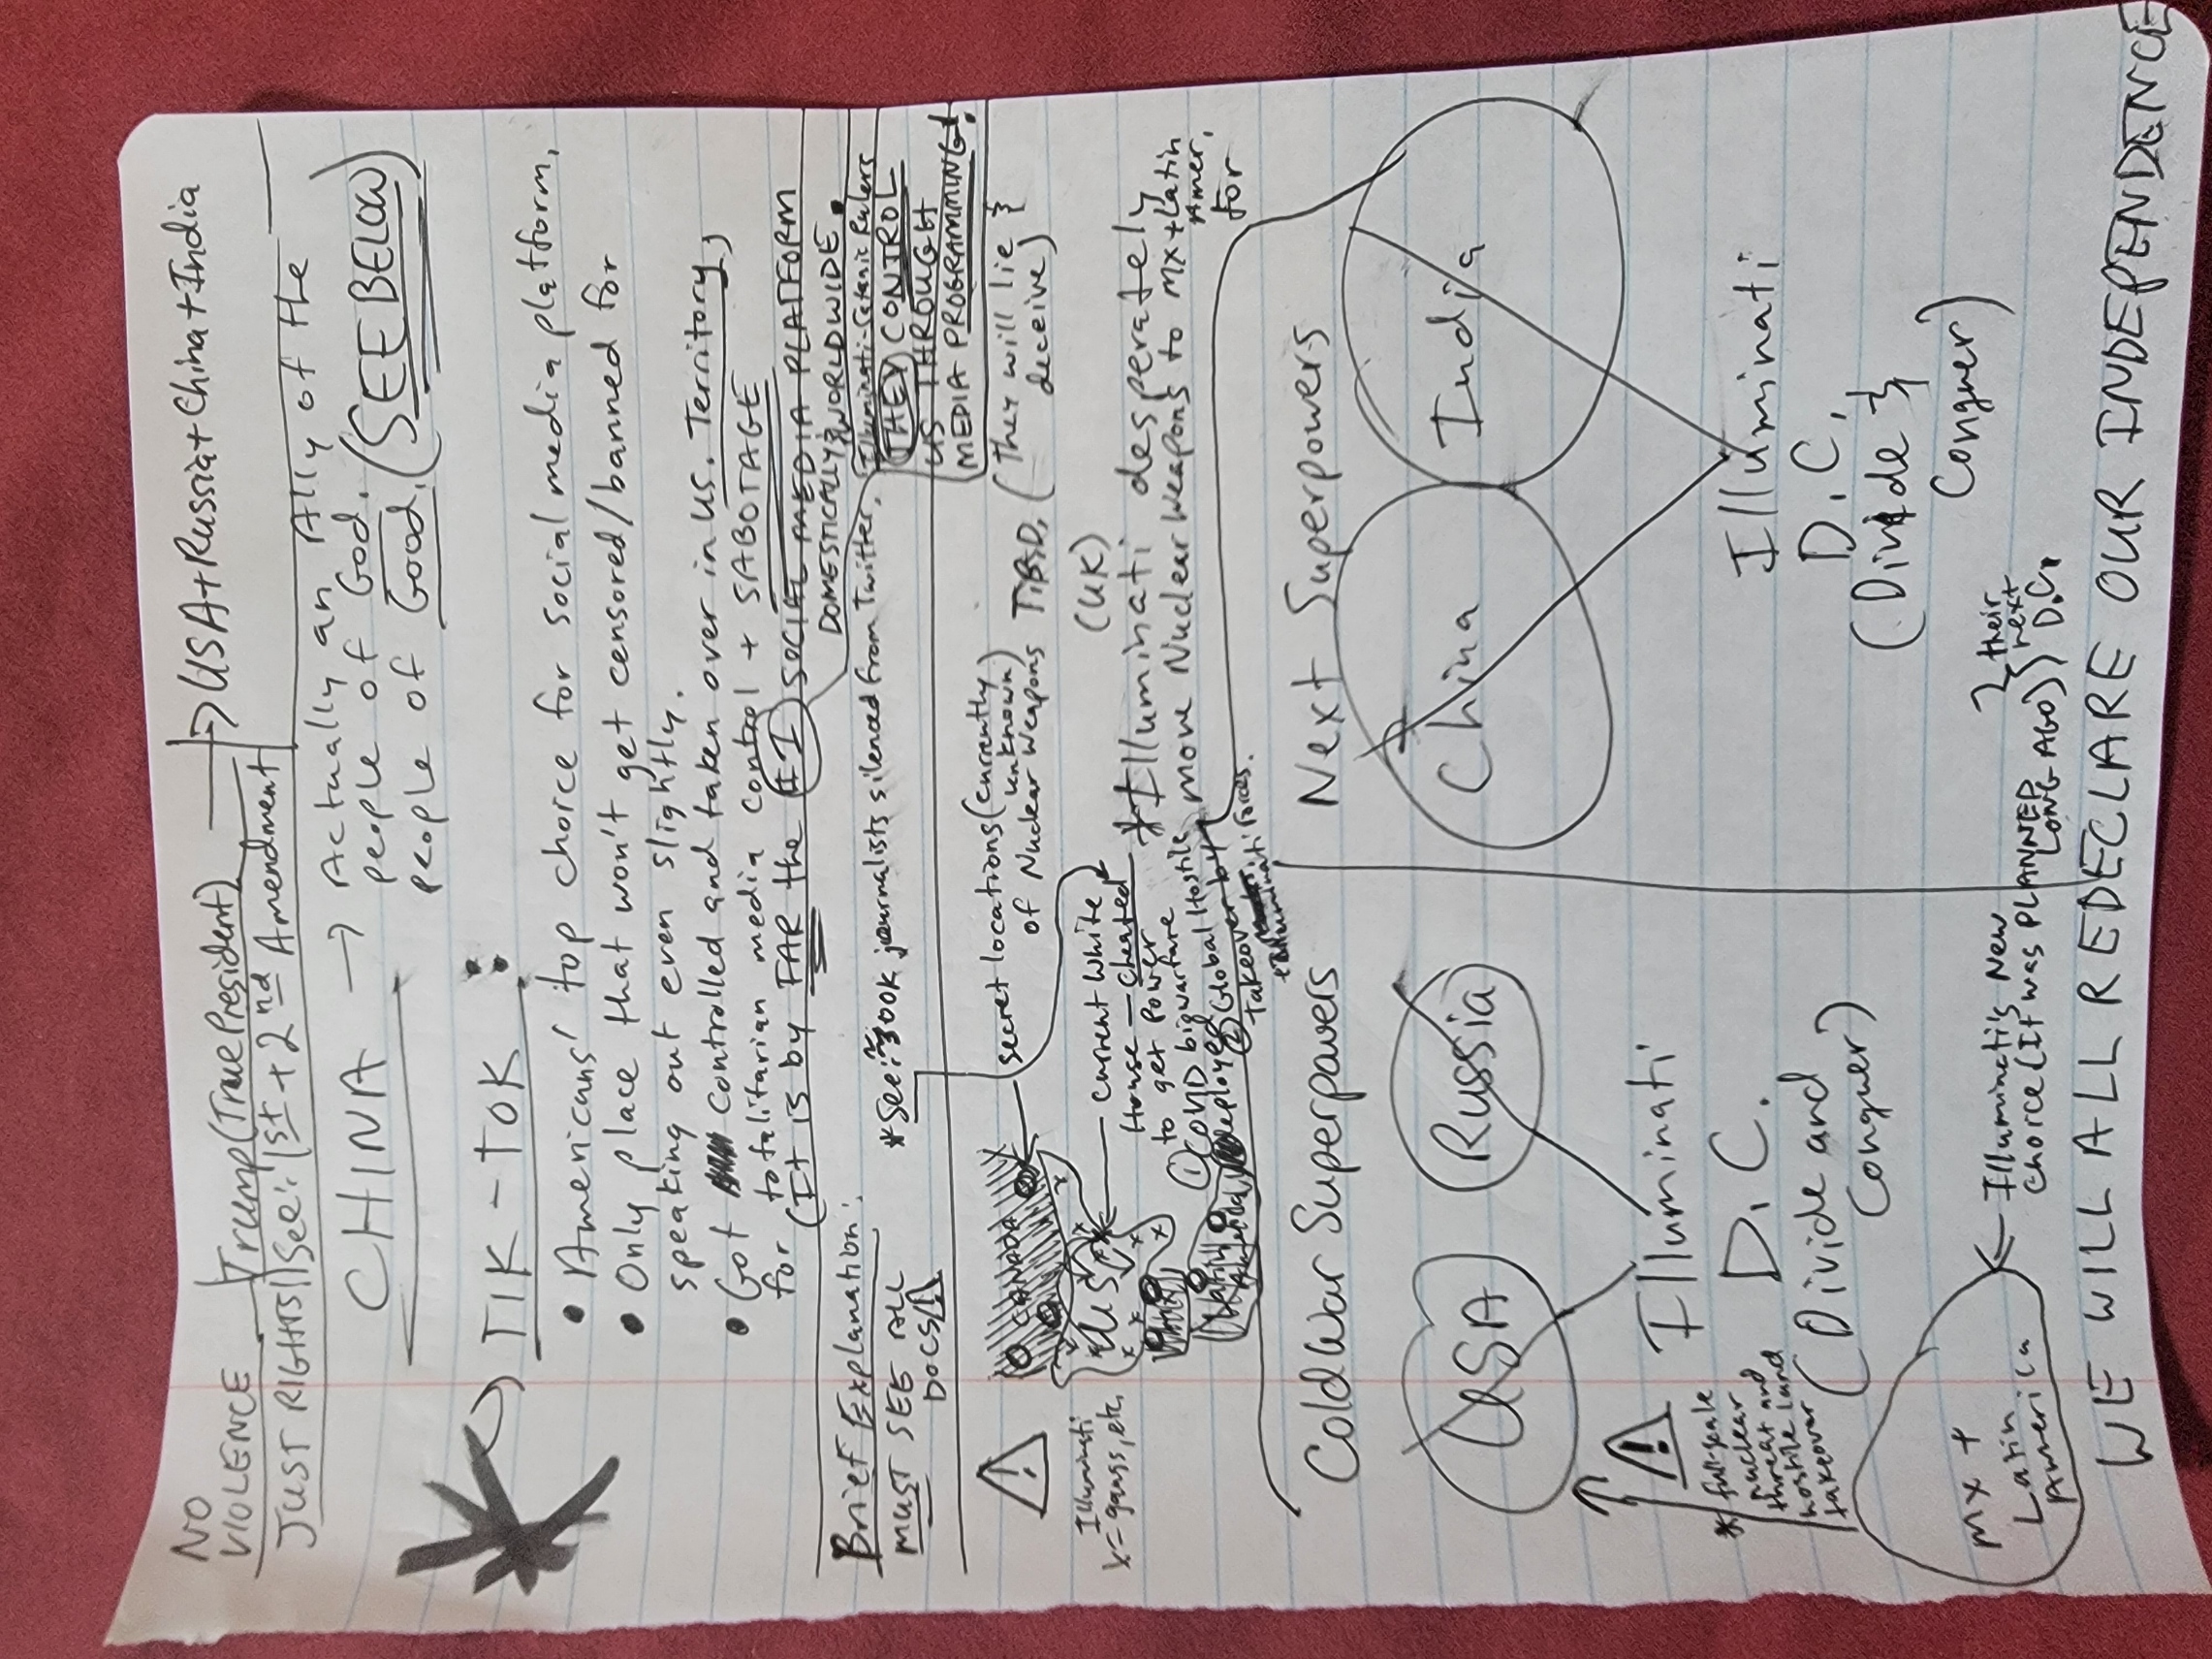 NO
VIOLENCE
JUST RIGHTS!!
Trump (True President)
See: 1st + 2nd Amendment
→ USA+Russia+China+India
CHINA → Actually an Ally of the
people of God.
people of Good. (SEE BELOW)
TIK-TOK :
• Americans' top choice for social media platform,
• Only place that won't get censored/banned for
speaking out even slightly.
• Got controlled and taken over in US. Territory,
for totalitarian media control + SABOTAGE
(It is by FAR the #1 SOCIAL MEDIA PLATFORM
DOMESTICALLY & WORLDWIDE.
Brief Explanation:
MUST SEE ALL
DOCS
*See: ~300k journalists silenced from Twitter.
Illuminati-Satanic Rulers
THEY CONTROL
US THROUGH
MEDIA PROGRAMMING!
!
Illuminati
x = gangs, etc.
CANADA
US
Latin
America
secret locations (currently
unknown)
of Nuclear Weapons T.B.D. (They will lie &
deceive)
current White
House - cheated
to get power
① COVID biowarfare
deployed
② Global Hostile
takeover by
Illuminati forces.
(UK)
*Illuminati desperately
move Nuclear Weapons to MX+Latin
Amer.
for
Cold War Superpowers
Next Superpowers
USA
Russia
China
India
!
* full-scale
nuclear
threat and
hostile land
takeover
Illuminati
D.C.
(Divide and
Conquer)
Illuminati
D.C.
(Divide &
Conquer)
MX +
Latin
America
← Illuminati's New
choice (It was PLANNED
LONG AGO)
their
next
D.C.
WE WILL ALL REDECLARE OUR INDEPENDENCE